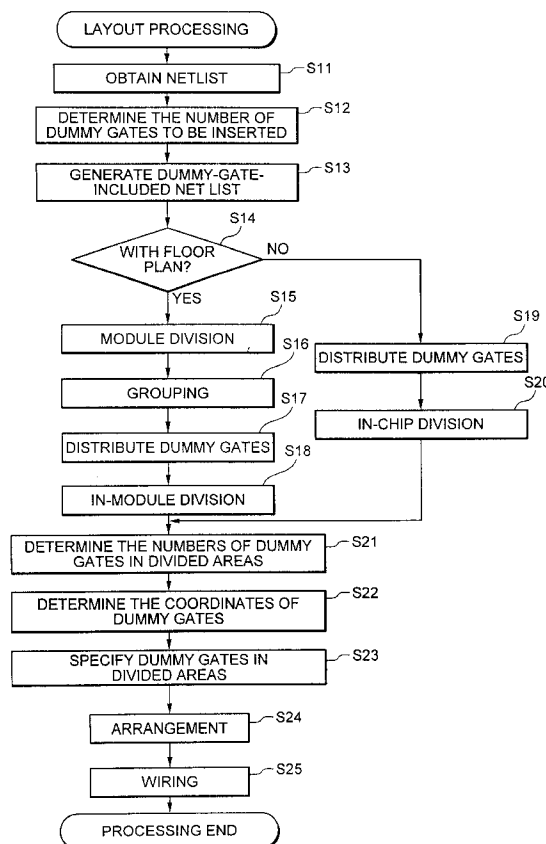 LAYOUT PROCESSING
S11
OBTAIN NETLIST
S12
DETERMINE THE NUMBER OF
DUMMY GATES TO BE INSERTED
S13
GENERATE DUMMY-GATE-
INCLUDED NET LIST
S14
WITH FLOOR
PLAN?
NO
YES
S15
MODULE DIVISION
S16
GROUPING
S17
DISTRIBUTE DUMMY GATES
S18
IN-MODULE DIVISION
S19
DISTRIBUTE DUMMY GATES
S20
IN-CHIP DIVISION
S21
DETERMINE THE NUMBERS OF DUMMY
GATES IN DIVIDED AREAS
S22
DETERMINE THE COORDINATES OF
DUMMY GATES
S23
SPECIFY DUMMY GATES IN
DIVIDED AREAS
S24
ARRANGEMENT
S25
WIRING
PROCESSING END